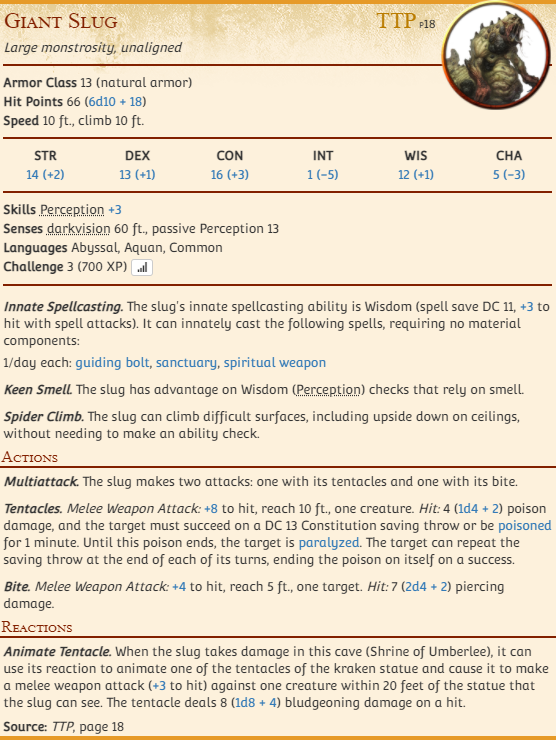 Giant Slug TTP p18
Large monstrosity, unaligned
Armor Class 13 (natural armor)
Hit Points 66 (6d10 + 18)
Speed 10 ft., climb 10 ft.
STR DEX CON INT WIS CHA
14 (+2) 13 (+1) 16 (+3) 1 (−5) 12 (+1) 5 (−3)
Skills Perception +3
Senses darkvision 60 ft., passive Perception 13
Languages Abyssal, Aquan, Common
Challenge 3 (700 XP)
Innate Spellcasting. The slug's innate spellcasting ability is Wisdom (spell save DC 11, +3 to
hit with spell attacks). It can innately cast the following spells, requiring no material
components:
1/day each: guiding bolt, sanctuary, spiritual weapon
Keen Smell. The slug has advantage on Wisdom (Perception) checks that rely on smell.
Spider Climb. The slug can climb difficult surfaces, including upside down on ceilings,
without needing to make an ability check.
Actions
Multiattack. The slug makes two attacks: one with its tentacles and one with its bite.
Tentacles. Melee Weapon Attack: +8 to hit, reach 10 ft., one creature. Hit: 4 (1d4 + 2) poison
damage, and the target must succeed on a DC 13 Constitution saving throw or be poisoned
for 1 minute. Until this poison ends, the target is paralyzed. The target can repeat the
saving throw at the end of each of its turns, ending the poison on itself on a success.
Bite. Melee Weapon Attack: +4 to hit, reach 5 ft., one target. Hit: 7 (2d4 + 2) piercing
damage.
Reactions
Animate Tentacle. When the slug takes damage in this cave (Shrine of Umberlee), it can
use its reaction to animate one of the tentacles of the kraken statue and cause it to make
a melee weapon attack (+3 to hit) against one creature within 20 feet of the statue that
the slug can see. The tentacle deals 8 (1d8 + 4) bludgeoning damage on a hit.
Source: TTP, page 18